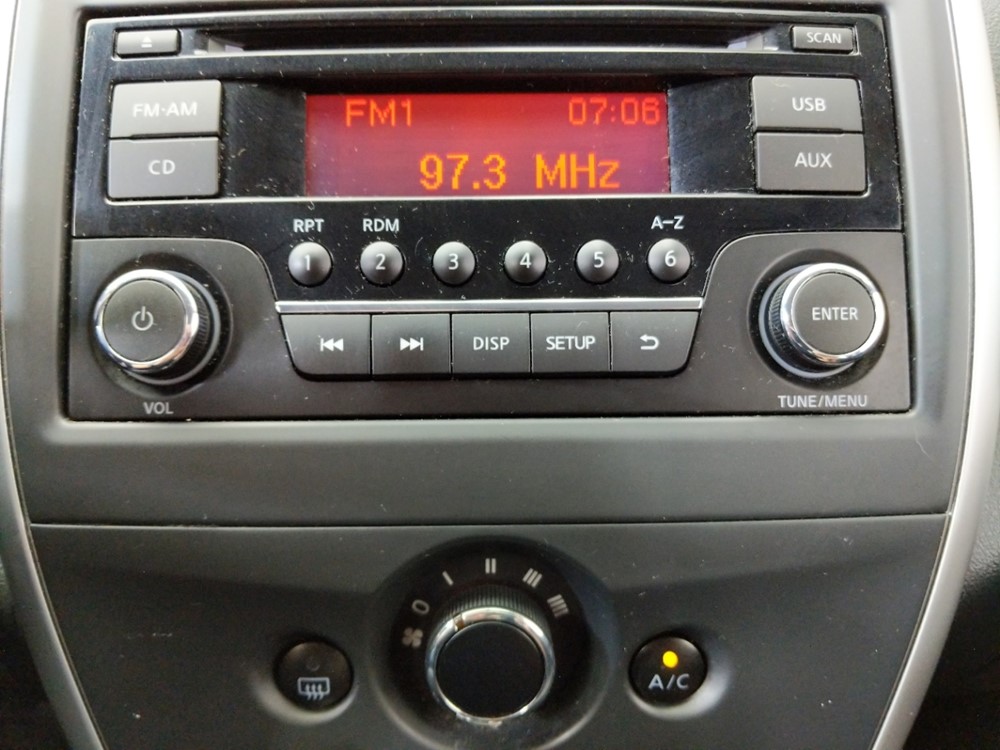 SCAN
FM·AM
FM1 07:06
USB
CD
97.3 MHz
AUX
RPT RDM A–Z
1 2 3 4 5 6
ENTER
DISP SETUP
VOL
TUNE/MENU
0 I II III IIII
A/C